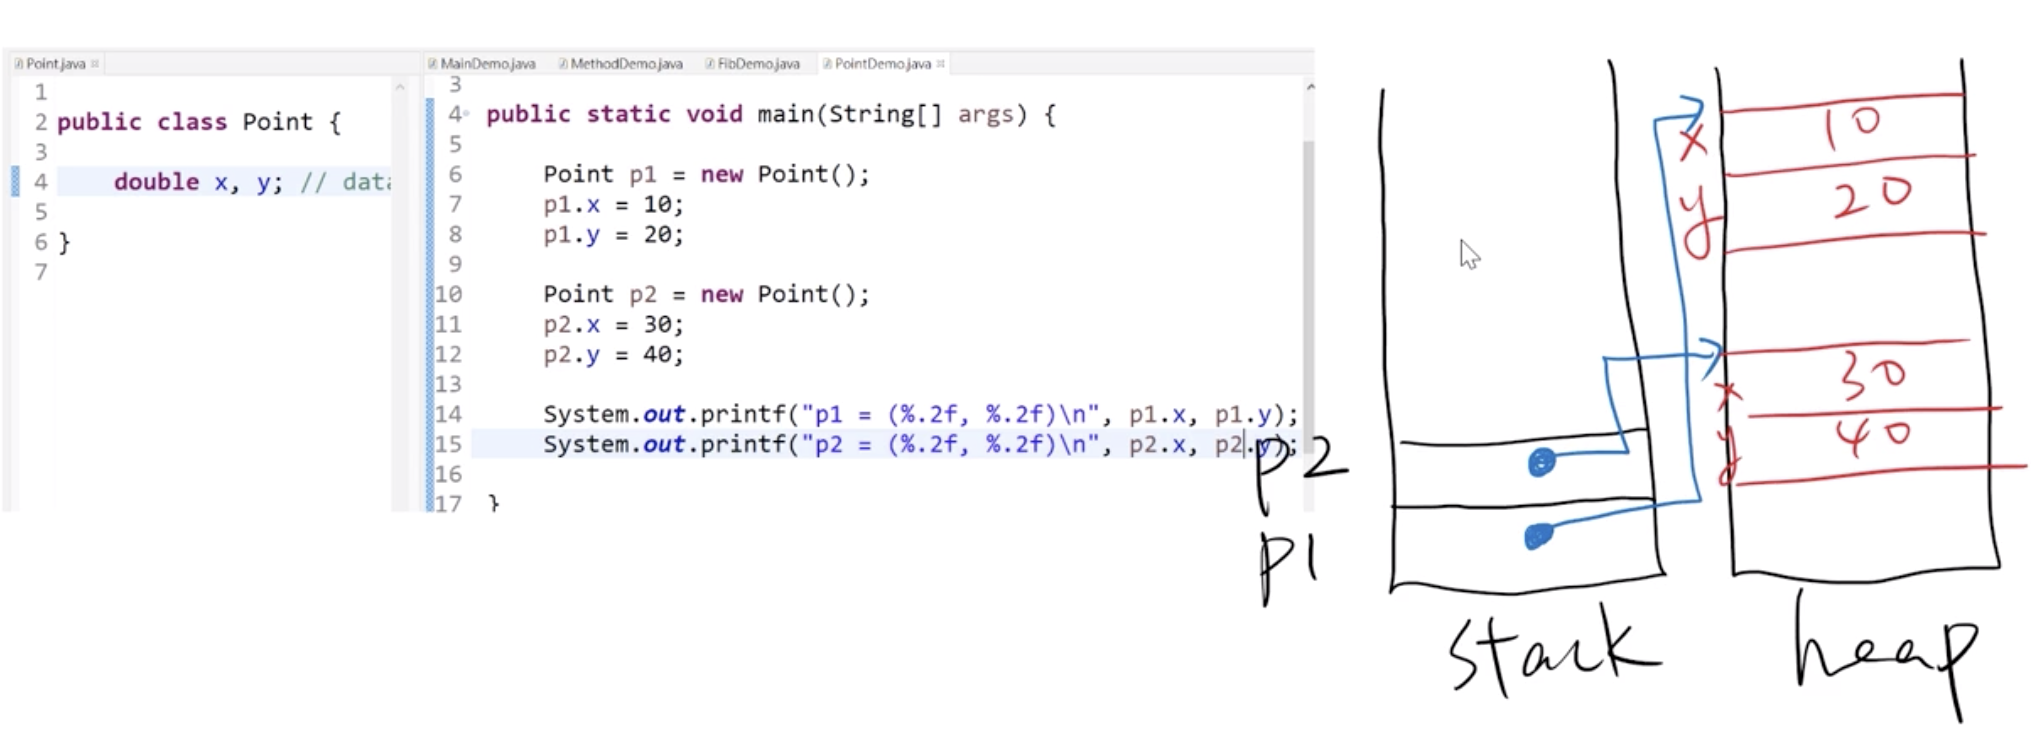 Point.java
1
2 public class Point {
3
4 double x, y; // data
5
6 }
7
MainDemo.java MethodDemo.java FibDemo.java PointDemo.java
3
4 public static void main(String[] args) {
5
6 Point p1 = new Point();
7 p1.x = 10;
8 p1.y = 20;
9
10 Point p2 = new Point();
11 p2.x = 30;
12 p2.y = 40;
13
14 System.out.printf("p1 = (%.2f, %.2f)\n", p1.x, p1.y);
15 System.out.printf("p2 = (%.2f, %.2f)\n", p2.x, p2.y);
16
17 }
p2
p1
stack
x 10
y 20
x 30
y 40
heap